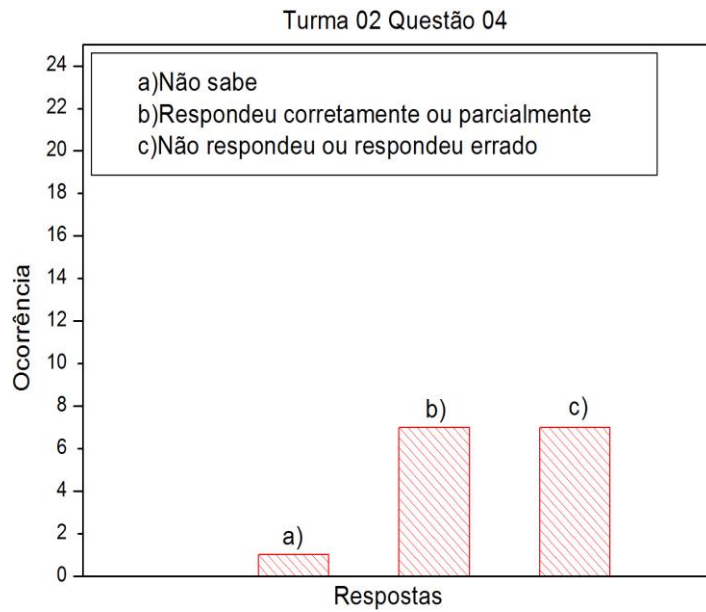 Turma 02 Questão 04
a)Não sabe
b)Respondeu corretamente ou parcialmente
c)Não respondeu ou respondeu errado
Ocorrência
24
22
20
18
16
14
12
10
8
6
4
2
0
a)
b)
c)
Respostas